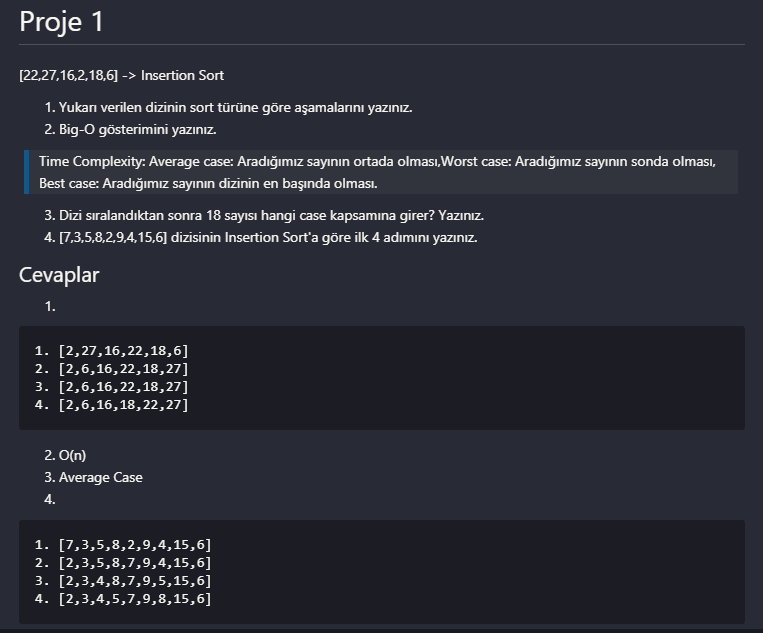 Proje 1
[22,27,16,2,18,6] -> Insertion Sort
1. Yukarı verilen dizinin sort türüne göre aşamalarını yazınız.
2. Big-O gösterimini yazınız.
Time Complexity: Average case: Aradığımız sayının ortada olması,Worst case: Aradığımız sayının sonda olması,
Best case: Aradığımız sayının dizinin en başında olması.
3. Dizi sıralandıktan sonra 18 sayısı hangi case kapsamına girer? Yazınız.
4. [7,3,5,8,2,9,4,15,6] dizisinin Insertion Sort'a göre ilk 4 adımını yazınız.
Cevaplar
1.
1. [2,27,16,22,18,6]
2. [2,6,16,22,18,27]
3. [2,6,16,22,18,27]
4. [2,6,16,18,22,27]
2. O(n)
3. Average Case
4.
1. [7,3,5,8,2,9,4,15,6]
2. [2,3,5,8,7,9,4,15,6]
3. [2,3,4,8,7,9,5,15,6]
4. [2,3,4,5,7,9,8,15,6]